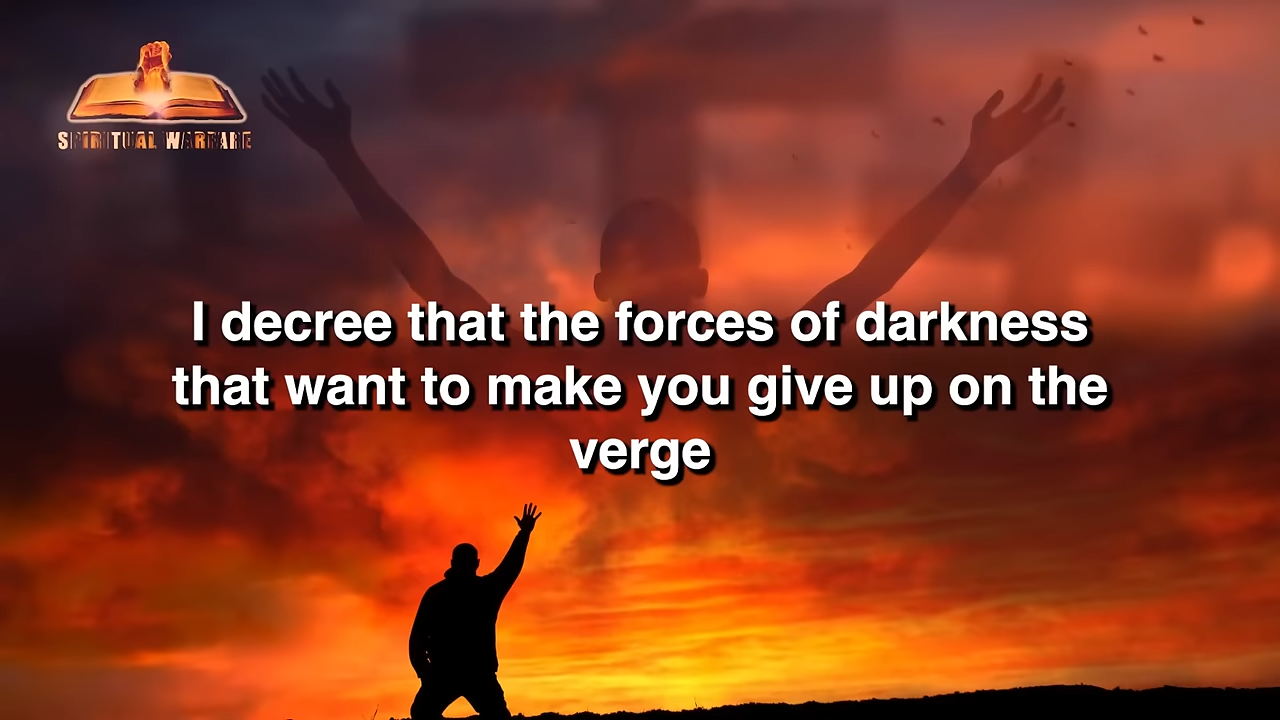 SPIRITUAL WARFARE
I decree that the forces of darkness
that want to make you give up on the
verge